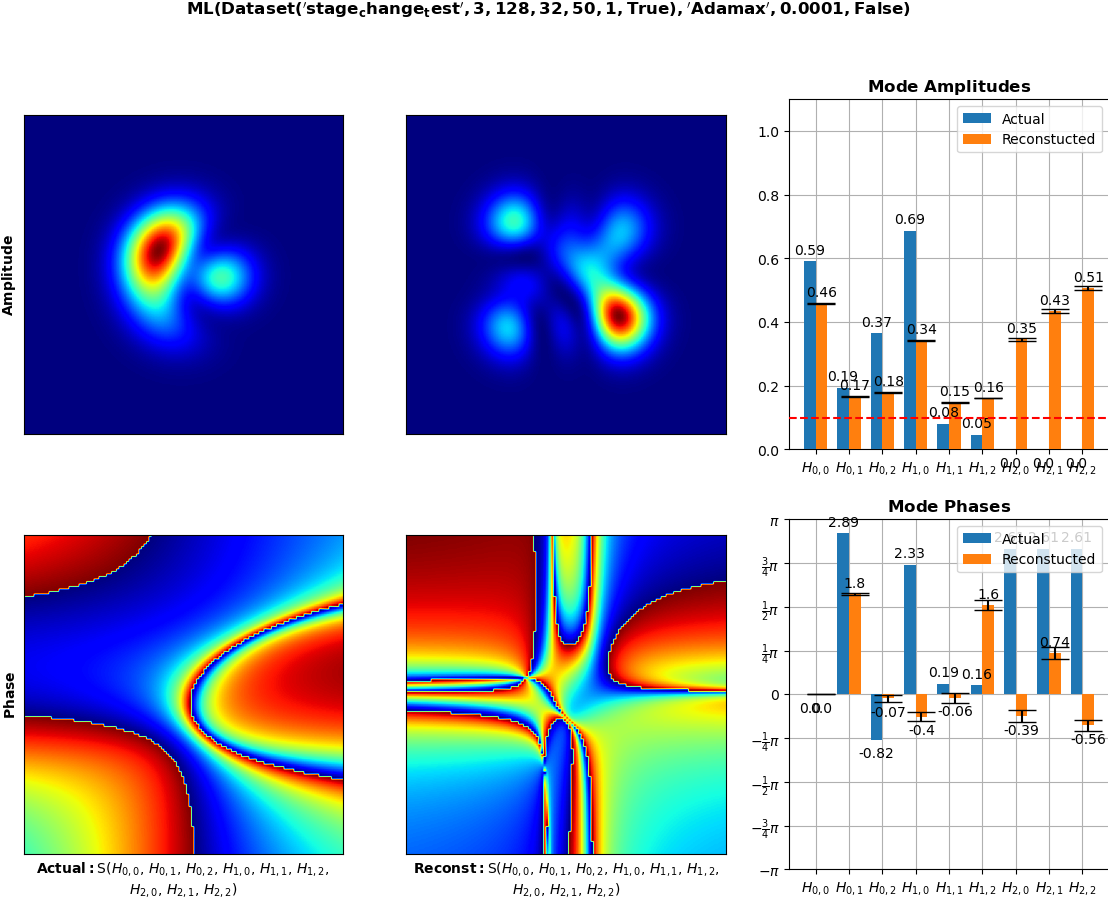 ML(Dataset('stage_change_test', 3, 128, 32, 50, 1, True), 'Adamax', 0.0001, False)
Amplitude
Mode Amplitudes
Actual
Reconstucted
1.0
0.8
0.6
0.4
0.2
0.0
0.59
0.46
0.19
0.17
0.37
0.18
0.69
0.34
0.08
0.15
0.05
0.16
0.0
0.35
0.0
0.43
0.0
0.51
H0,0 H0,1 H0,2 H1,0 H1,1 H1,2 H2,0 H2,1 H2,2
Phase
Actual: S(H0,0, H0,1, H0,2, H1,0, H1,1, H1,2,
H2,0, H2,1, H2,2)
Reconst: S(H0,0, H0,1, H0,2, H1,0, H1,1, H1,2,
H2,0, H2,1, H2,2)
Mode Phases
Actual
Reconstucted
π
3/4π
1/2π
1/4π
0
-1/4π
-1/2π
-3/4π
-π
0.0
2.89
1.8
-0.82
-0.07
2.33
-0.4
0.19
-0.06
0.16
1.6
-0.39
0.74
2.61
-0.56
H0,0 H0,1 H0,2 H1,0 H1,1 H1,2 H2,0 H2,1 H2,2